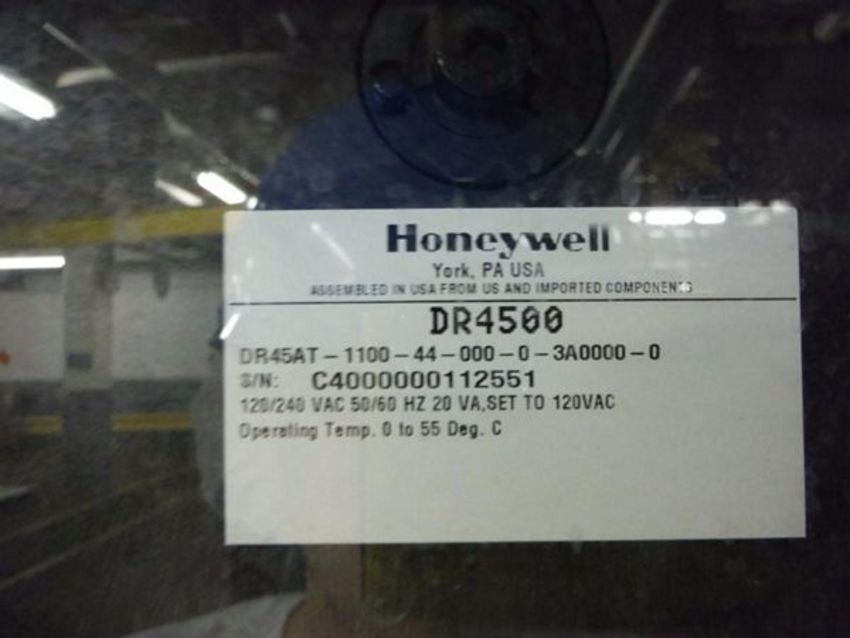 Honeywell
York, PA USA
ASSEMBLED IN USA FROM US AND IMPORTED COMPONENTS
DR4500
DR45AT-1100-44-000-0-3A0000-0
S/N: C4000000112551
120/240 VAC 50/60 HZ 20 VA,SET TO 120VAC
Operating Temp. 0 to 55 Deg. C